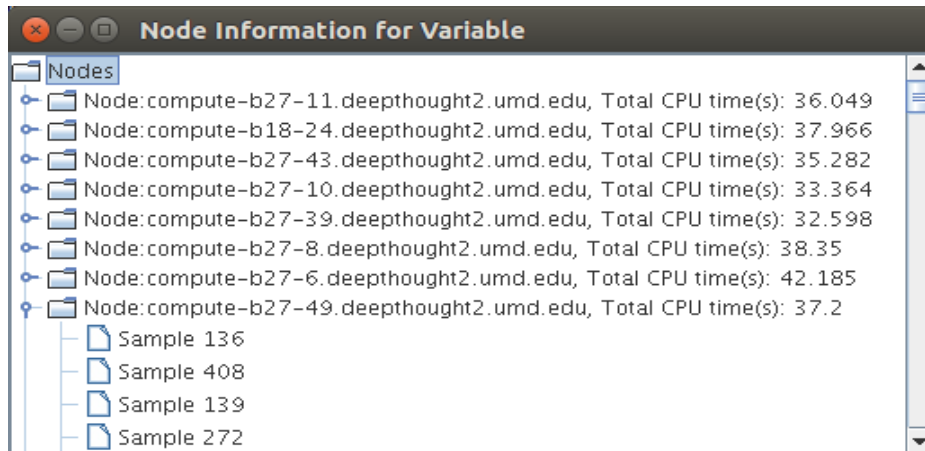 Node Information for Variable
Nodes
Node:compute-b27-11.deepthought2.umd.edu, Total CPU time(s): 36.049
Node:compute-b18-24.deepthought2.umd.edu, Total CPU time(s): 37.966
Node:compute-b27-43.deepthought2.umd.edu, Total CPU time(s): 35.282
Node:compute-b27-10.deepthought2.umd.edu, Total CPU time(s): 33.364
Node:compute-b27-39.deepthought2.umd.edu, Total CPU time(s): 32.598
Node:compute-b27-8.deepthought2.umd.edu, Total CPU time(s): 38.35
Node:compute-b27-6.deepthought2.umd.edu, Total CPU time(s): 42.185
Node:compute-b27-49.deepthought2.umd.edu, Total CPU time(s): 37.2
Sample 136
Sample 408
Sample 139
Sample 272